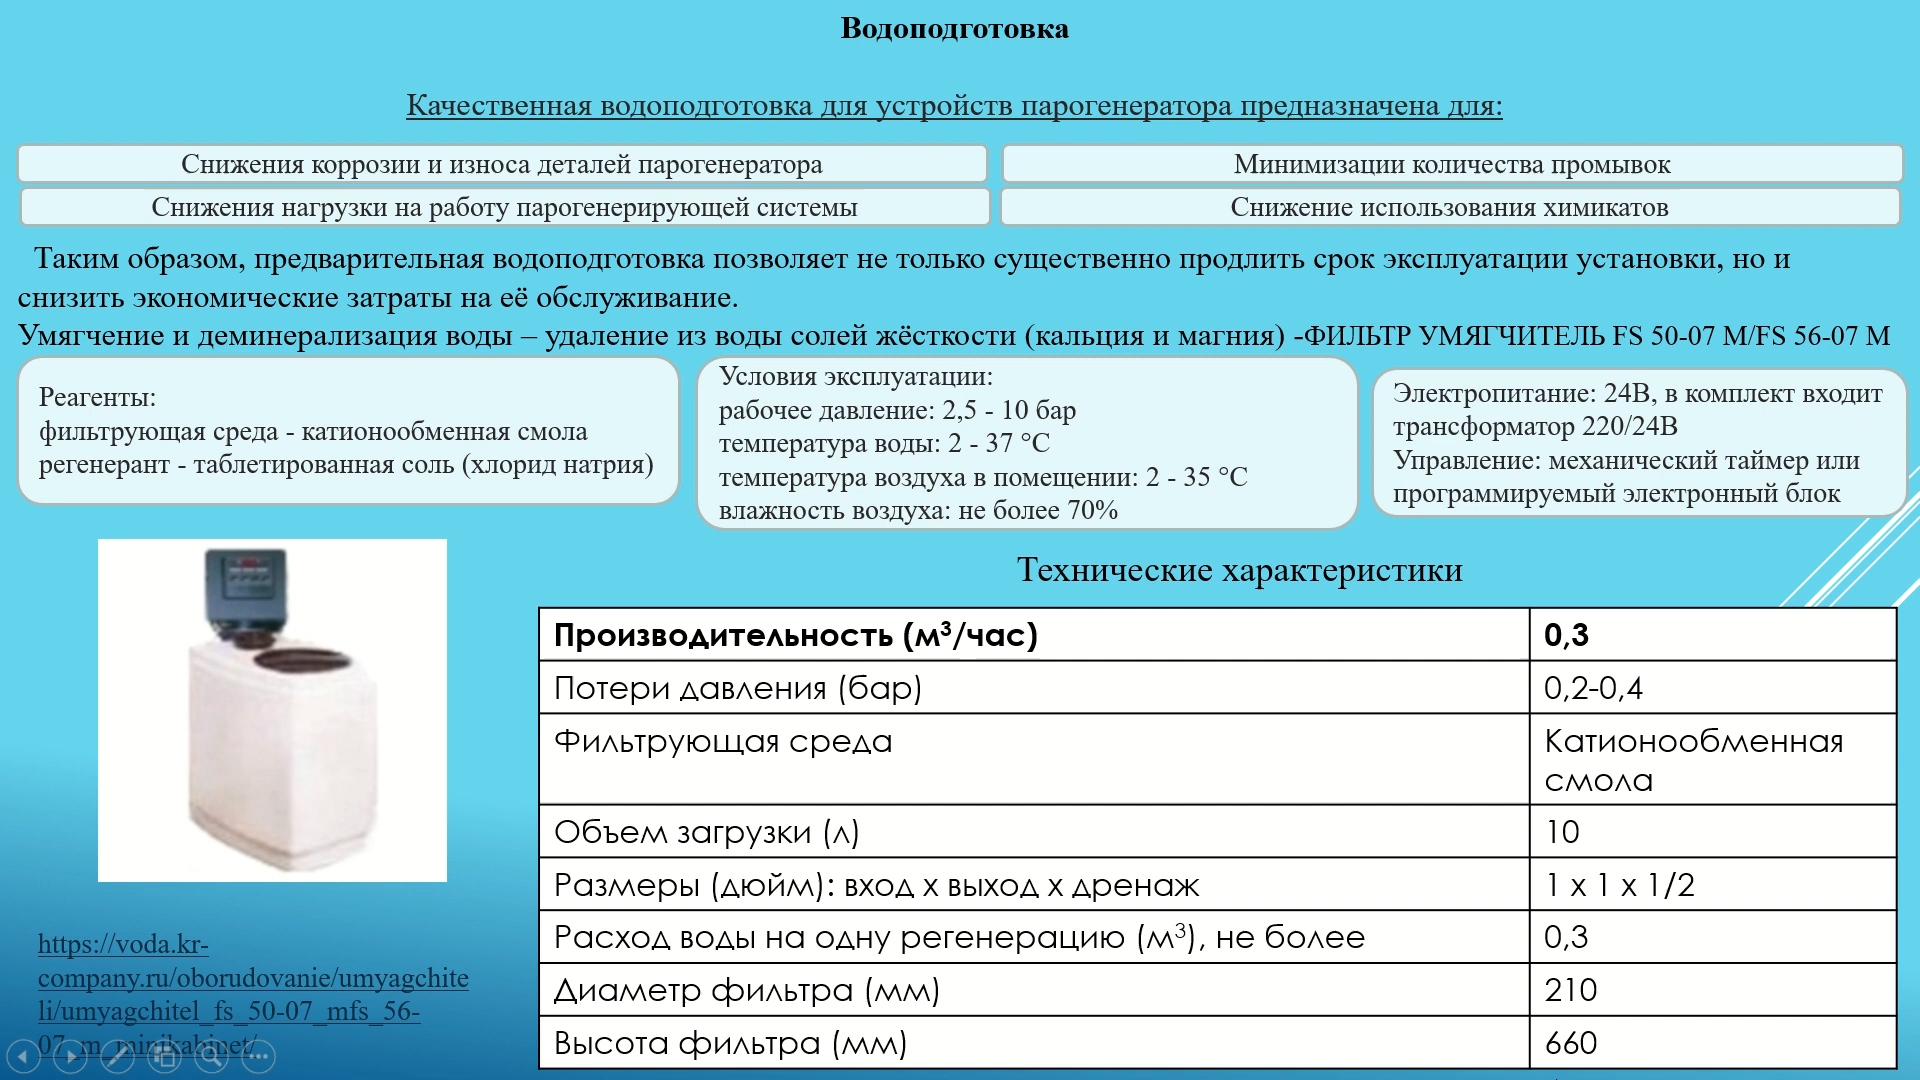 Водоподготовка
Качественная водоподготовка для устройств парогенератора предназначена для:
Снижения коррозии и износа деталей парогенератора
Минимизации количества промывок
Снижения нагрузки на работу парогенерирующей системы
Снижение использования химикатов
Таким образом, предварительная водоподготовка позволяет не только существенно продлить срок эксплуатации установки, но и
снизить экономические затраты на её обслуживание.
Умягчение и деминерализация воды – удаление из воды солей жёсткости (кальция и магния) -ФИЛЬТР УМЯГЧИТЕЛЬ FS 50-07 М/FS 56-07 М
Реагенты:
фильтрующая среда - катионообменная смола
регенерант - таблетированная соль (хлорид натрия)
Условия эксплуатации:
рабочее давление: 2,5 - 10 бар
температура воды: 2 - 37 °С
температура воздуха в помещении: 2 - 35 °С
влажность воздуха: не более 70%
Электропитание: 24В, в комплект входит
трансформатор 220/24В
Управление: механический таймер или
программируемый электронный блок
Технические характеристики
Производительность (м³/час) 0,3
Потери давления (бар) 0,2-0,4
Фильтрующая среда Катионообменная
смола
Объем загрузки (л) 10
Размеры (дюйм): вход х выход х дренаж 1 х 1 х 1/2
Расход воды на одну регенерацию (м³), не более 0,3
Диаметр фильтра (мм) 210
Высота фильтра (мм) 660
https://voda.kr-
company.ru/oborudovanie/umyagchite
li/umyagchitel_fs_50-07_mfs_56-
07_m_minikabinet/